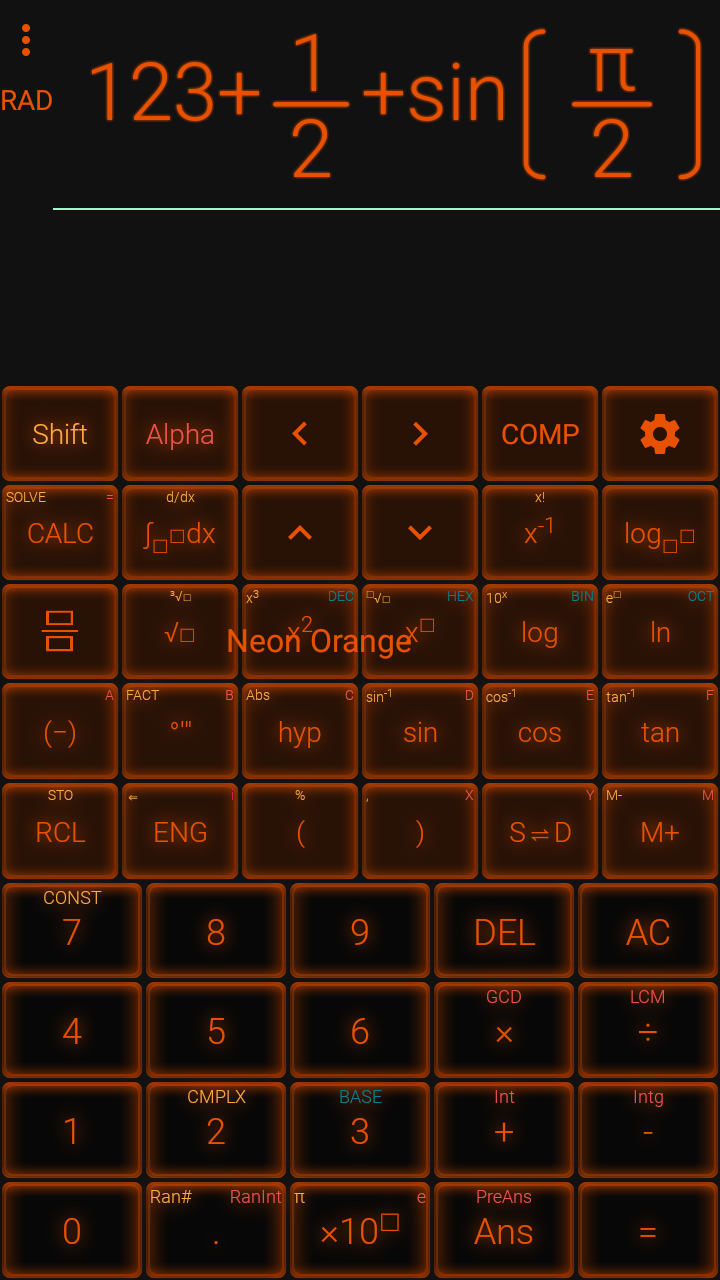 123+1/2+sin(π/2)
RAD
Shift Alpha COMP
SOLVE = d/dx x!
CALC ∫□□dx x-1 log□□
³√□ x3 DEC □√□ HEX 10x BIN e□ OCT
√□ x2 x□ log ln
Neon Orange
A FACT B Abs C sin-1 D cos-1 E tan-1 F
(−) °''' hyp sin cos tan
STO ⇐ i % , X Y M- M
RCL ENG ( ) S⇌D M+
CONST
7 8 9 DEL AC
GCD LCM
4 5 6 × ÷
CMPLX BASE Int Intg
1 2 3 + -
Ran# RanInt π e PreAns
0 . ×10□ Ans =